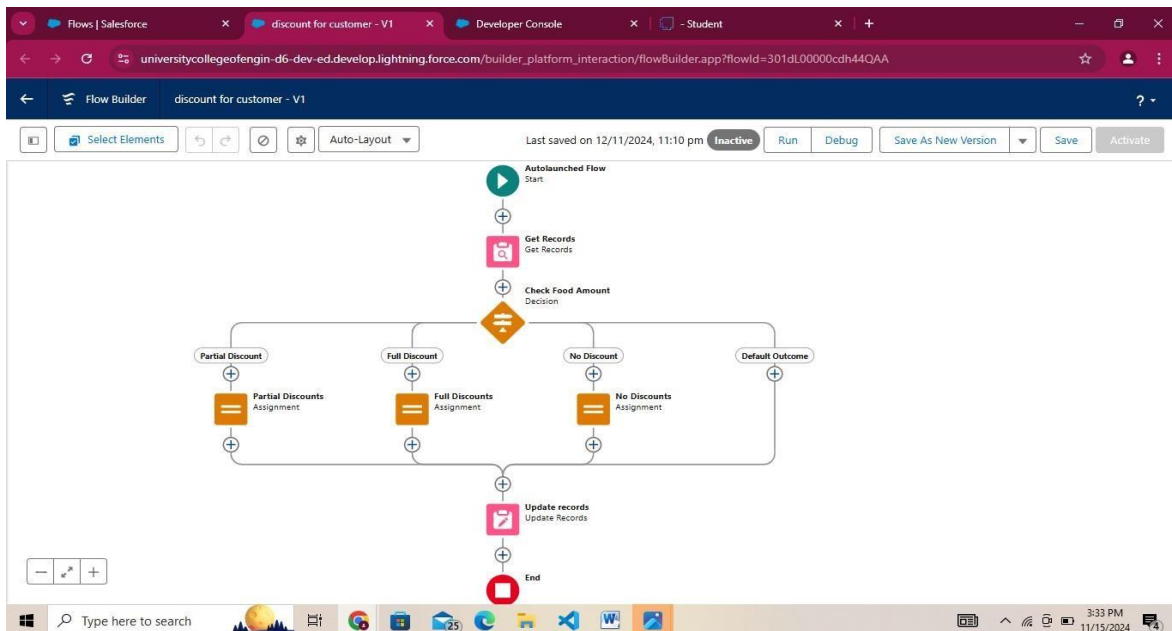 Flows | Salesforce
discount for customer - V1
Developer Console
- Student
universitycollegeofengin-d6-dev-ed.develop.lightning.force.com/builder_platform_interaction/flowBuilder.app?flowId=301dL00000cdh44QAA
Flow Builder discount for customer - V1 ?
Select Elements Auto-Layout Last saved on 12/11/2024, 11:10 pm Inactive Run Debug Save As New Version Save Activate
Autolaunched Flow
Start
Get Records
Get Records
Check Food Amount
Decision
Partial Discount Full Discount No Discount Default Outcome
Partial Discounts Full Discounts No Discounts
Assignment Assignment Assignment
Update records
Update Records
End
Type here to search 25 3:33 PM
11/15/2024 4